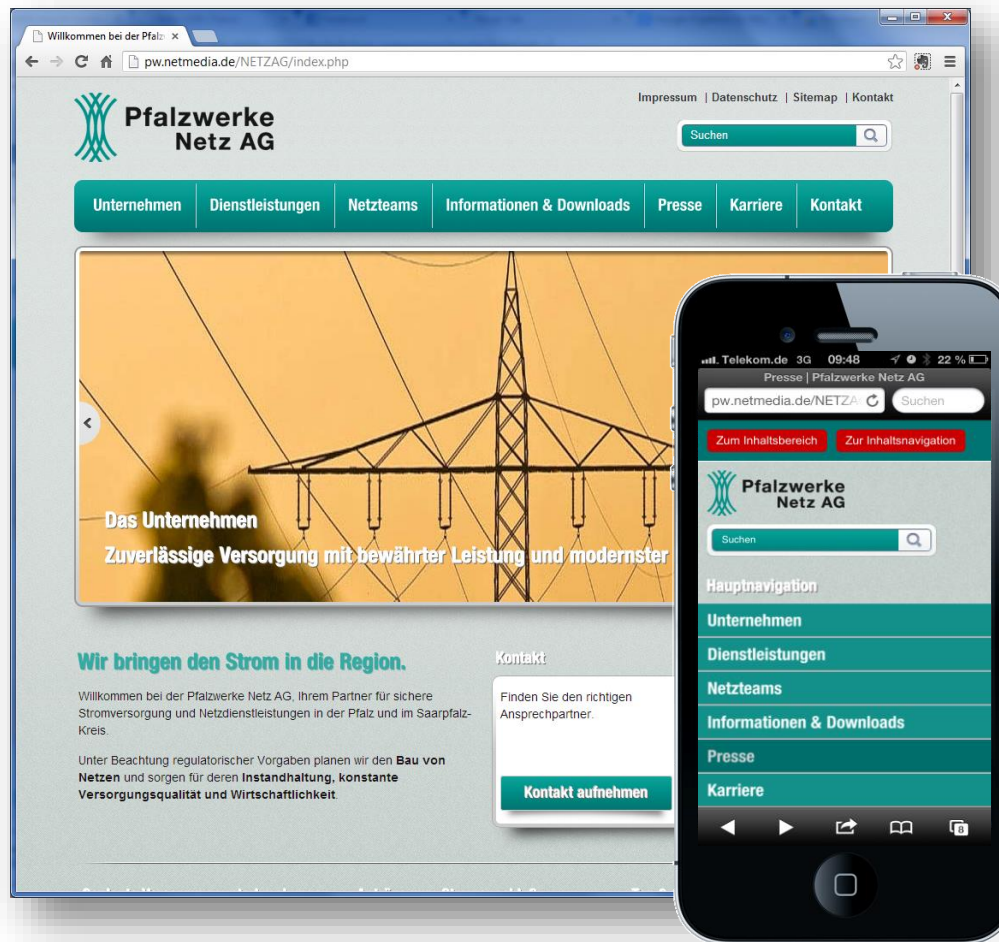 Willkommen bei der Pfalz
pw.netmedia.de/NETZAG/index.php
Pfalzwerke
Netz AG
Impressum | Datenschutz | Sitemap | Kontakt
Suchen
Unternehmen Dienstleistungen Netzteams Informationen & Downloads Presse Karriere Kontakt
Das Unternehmen
Zuverlässige Versorgung mit bewährter Leistung und modernster
Wir bringen den Strom in die Region.
Willkommen bei der Pfalzwerke Netz AG, Ihrem Partner für sichere
Stromversorgung und Netzdienstleistungen in der Pfalz und im Saarpfalz-
Kreis.
Unter Beachtung regulatorischer Vorgaben planen wir den Bau von
Netzen und sorgen für deren Instandhaltung, konstante
Versorgungsqualität und Wirtschaftlichkeit.
Kontakt
Finden Sie den richtigen
Ansprechpartner.
Kontakt aufnehmen
Telekom.de 3G 09:48 22 %
Presse | Pfalzwerke Netz AG
pw.netmedia.de/NETZA
Suchen
Zum Inhaltsbereich Zur Inhaltsnavigation
Pfalzwerke
Netz AG
Suchen
Hauptnavigation
Unternehmen
Dienstleistungen
Netzteams
Informationen & Downloads
Presse
Karriere
8